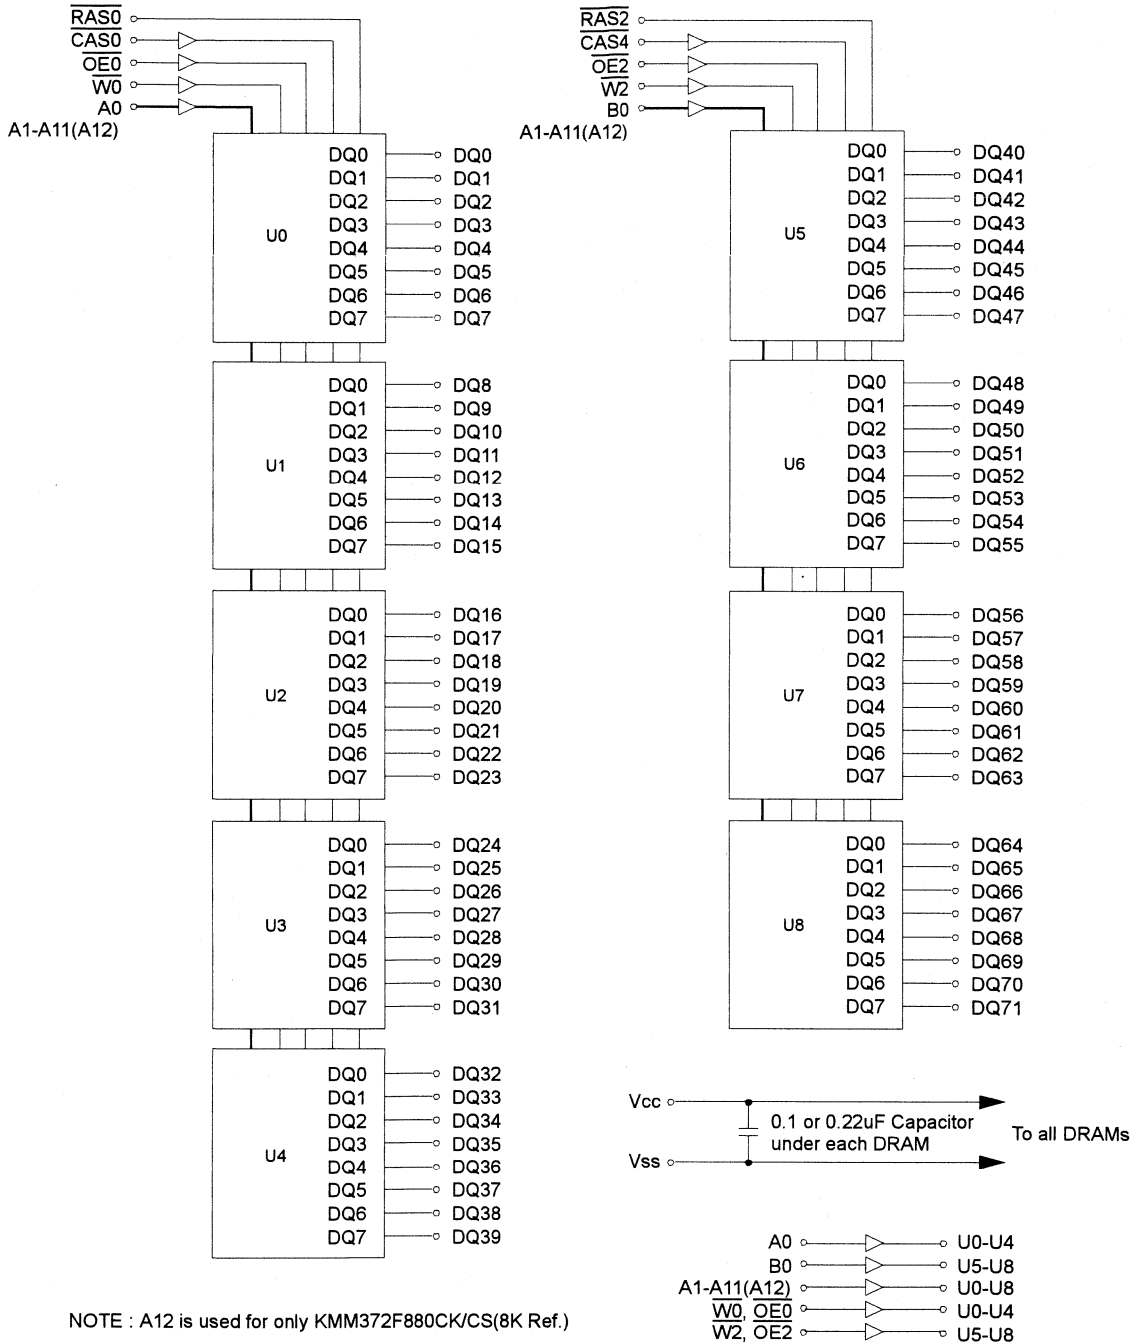 RAS0
CAS0
OE0
W0
A0
A1-A11(A12)
U0
DQ0 DQ0
DQ1 DQ1
DQ2 DQ2
DQ3 DQ3
DQ4 DQ4
DQ5 DQ5
DQ6 DQ6
DQ7 DQ7
U1
DQ0 DQ8
DQ1 DQ9
DQ2 DQ10
DQ3 DQ11
DQ4 DQ12
DQ5 DQ13
DQ6 DQ14
DQ7 DQ15
U2
DQ0 DQ16
DQ1 DQ17
DQ2 DQ18
DQ3 DQ19
DQ4 DQ20
DQ5 DQ21
DQ6 DQ22
DQ7 DQ23
U3
DQ0 DQ24
DQ1 DQ25
DQ2 DQ26
DQ3 DQ27
DQ4 DQ28
DQ5 DQ29
DQ6 DQ30
DQ7 DQ31
U4
DQ0 DQ32
DQ1 DQ33
DQ2 DQ34
DQ3 DQ35
DQ4 DQ36
DQ5 DQ37
DQ6 DQ38
DQ7 DQ39
RAS2
CAS4
OE2
W2
B0
A1-A11(A12)
U5
DQ0 DQ40
DQ1 DQ41
DQ2 DQ42
DQ3 DQ43
DQ4 DQ44
DQ5 DQ45
DQ6 DQ46
DQ7 DQ47
U6
DQ0 DQ48
DQ1 DQ49
DQ2 DQ50
DQ3 DQ51
DQ4 DQ52
DQ5 DQ53
DQ6 DQ54
DQ7 DQ55
U7
DQ0 DQ56
DQ1 DQ57
DQ2 DQ58
DQ3 DQ59
DQ4 DQ60
DQ5 DQ61
DQ6 DQ62
DQ7 DQ63
U8
DQ0 DQ64
DQ1 DQ65
DQ2 DQ66
DQ3 DQ67
DQ4 DQ68
DQ5 DQ69
DQ6 DQ70
DQ7 DQ71
Vcc
0.1 or 0.22uF Capacitor
under each DRAM
To all DRAMs
Vss
A0 U0-U4
B0 U5-U8
A1-A11(A12) U0-U8
W0, OE0 U0-U4
W2, OE2 U5-U8
NOTE : A12 is used for only KMM372F880CK/CS(8K Ref.)